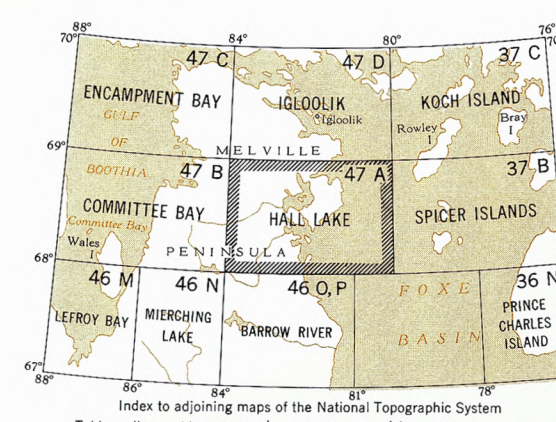 88°
84°
80°
76°
70°
70°
47 C
47 D
37 C
ENCAMPMENT BAY
IGLOOLIK
KOCH ISLAND
GULF
Igloolik
Rowley
I
Bray
I
OF
69°
MELVILLE
69°
BOOTHIA
47 B
47 A
37 B
COMMITTEE BAY
HALL LAKE
SPICER ISLANDS
Committee Bay
Wales
I
PENINSULA
68°
68°
46 M
46 N
46 O, P
FOXE
36 N
LEFROY BAY
MIERCHING
LAKE
BARROW RIVER
BASIN
PRINCE
CHARLES
ISLAND
67°
88°
86°
84°
81°
78°
Index to adjoining maps of the National Topographic System